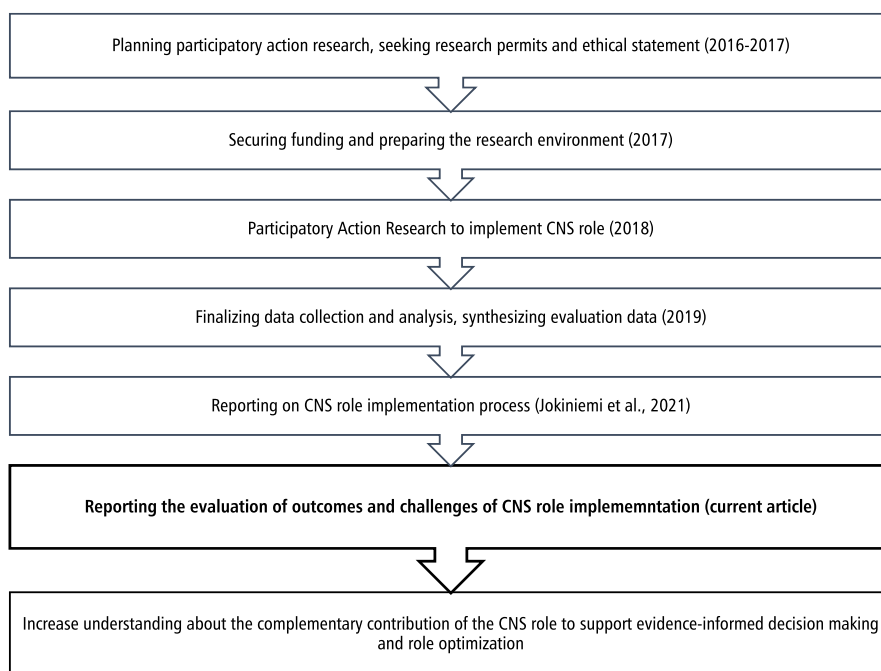 Planning participatory action research, seeking research permits and ethical statement (2016-2017)
Securing funding and preparing the research environment (2017)
Participatory Action Research to implement CNS role (2018)
Finalizing data collection and analysis, synthesizing evaluation data (2019)
Reporting on CNS role implementation process (Jokiniemi et al., 2021)
Reporting the evaluation of outcomes and challenges of CNS role implememntation (current article)
Increase understanding about the complementary contribution of the CNS role to support evidence-informed decision making
and role optimization